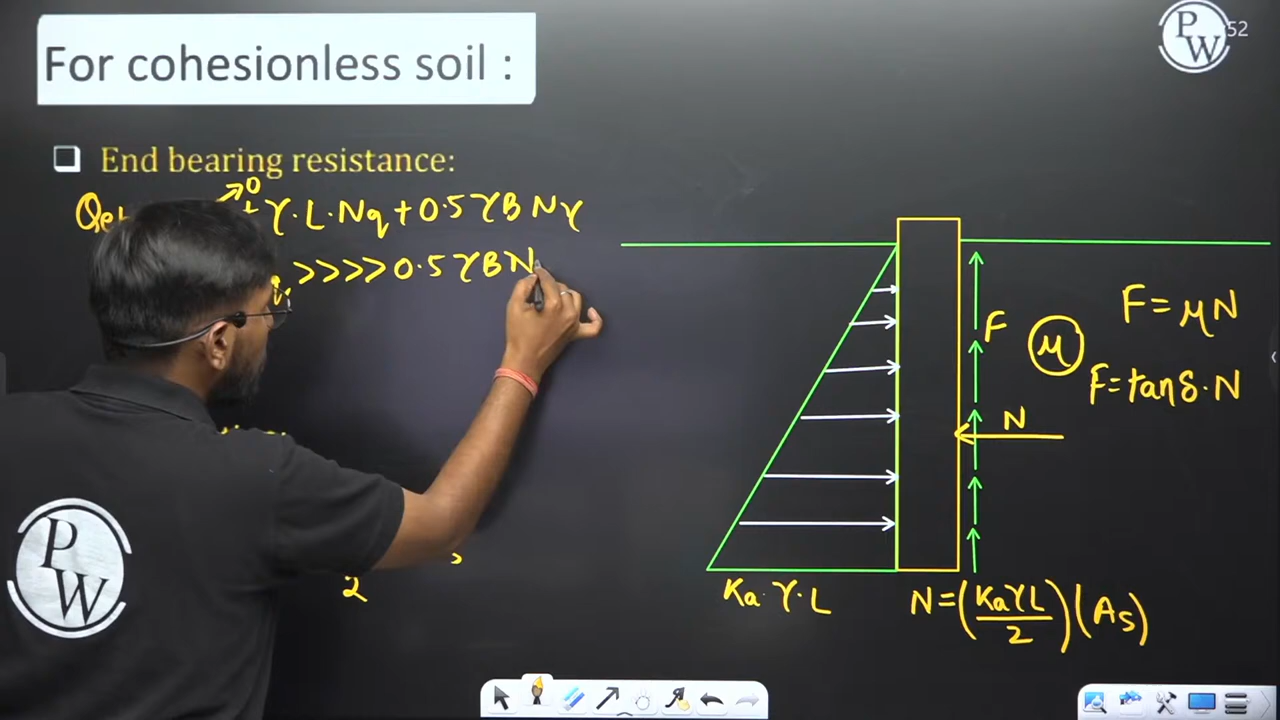 For cohesionless soil :
PW
52
End bearing resistance:
0
+ γ·L·Nq + 0.5 γ B Nγ
>>>> 0.5 γ B N
F
μ
F = μN
F = tanδ·N
N
PW
2
Ka·γ·L
N = (KaγL/2)(As)